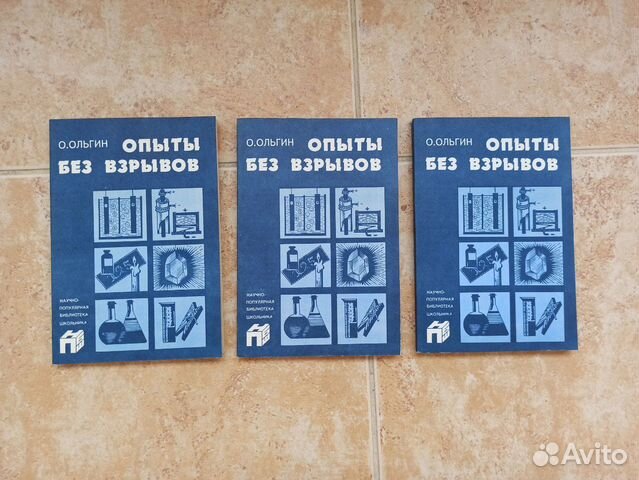 О.ОЛЬГИН ОПЫТЫ
БЕЗ ВЗРЫВОВ
НАУЧНО-
ПОПУЛЯРНАЯ
БИБЛИОТЕКА
ШКОЛЬНИКА
О.ОЛЬГИН ОПЫТЫ
БЕЗ ВЗРЫВОВ
НАУЧНО-
ПОПУЛЯРНАЯ
БИБЛИОТЕКА
ШКОЛЬНИКА
О.ОЛЬГИН ОПЫТЫ
БЕЗ ВЗРЫВОВ
НАУЧНО-
ПОПУЛЯРНАЯ
БИБЛИОТЕКА
ШКОЛЬНИКА
Avito